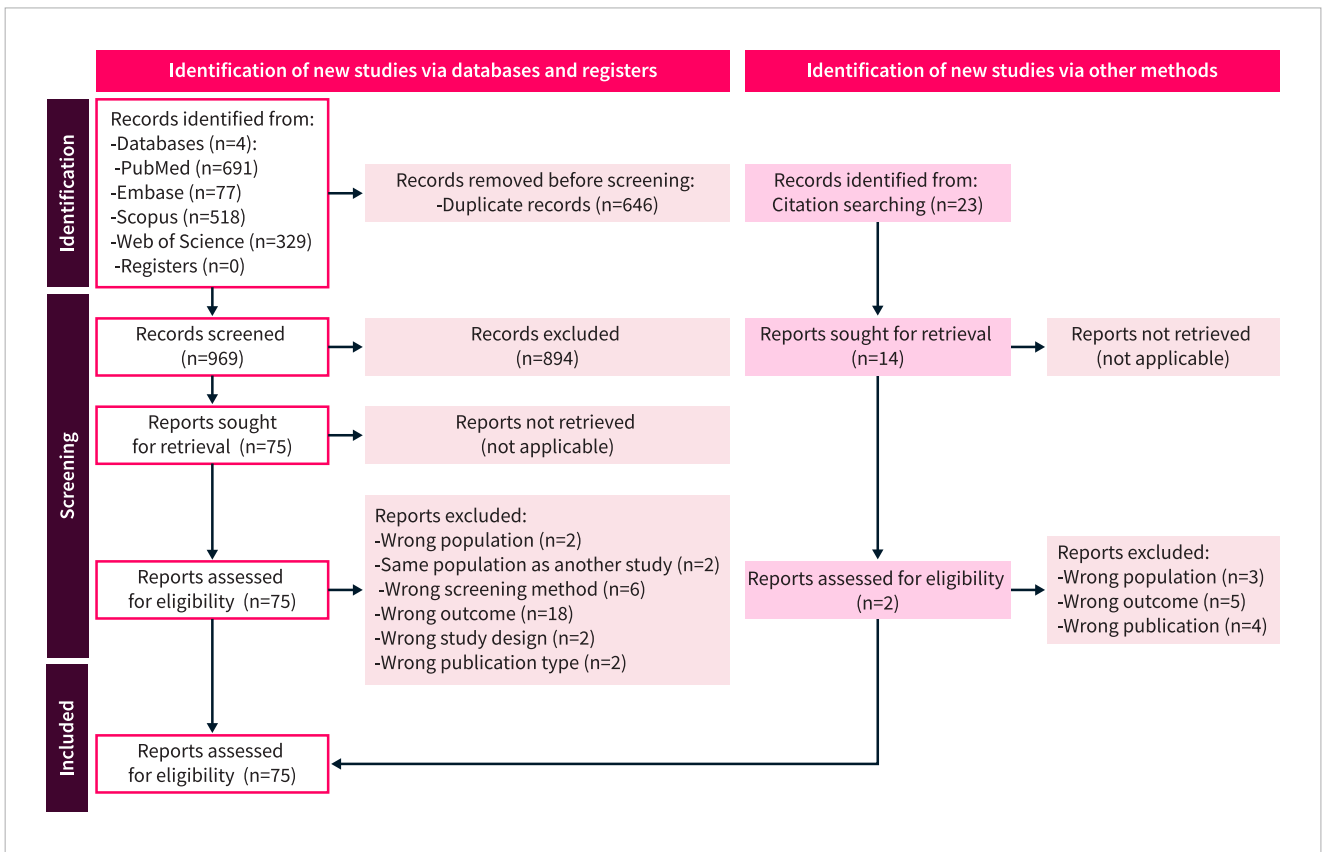 Identification of new studies via databases and registers
Identification of new studies via other methods
Identification
Records identified from:
-Databases (n=4):
-PubMed (n=691)
-Embase (n=77)
-Scopus (n=518)
-Web of Science (n=329)
-Registers (n=0)
Records removed before screening:
-Duplicate records (n=646)
Records identified from:
Citation searching (n=23)
Screening
Records screened
(n=969)
Records excluded
(n=894)
Reports sought for retrieval
(n=14)
Reports not retrieved
(not applicable)
Reports sought
for retrieval (n=75)
Reports not retrieved
(not applicable)
Reports assessed
for eligibility (n=75)
Reports excluded:
-Wrong population (n=2)
-Same population as another study (n=2)
-Wrong screening method (n=6)
-Wrong outcome (n=18)
-Wrong study design (n=2)
-Wrong publication type (n=2)
Reports assessed for eligibility
(n=2)
Reports excluded:
-Wrong population (n=3)
-Wrong outcome (n=5)
-Wrong publication (n=4)
Included
Reports assessed
for eligibility (n=75)